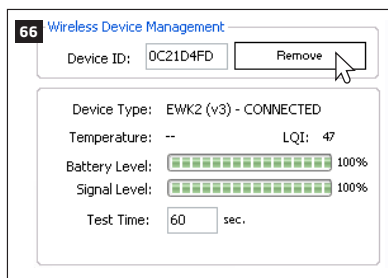 66 Wireless Device Management
Device ID: 0C21D4FD Remove
Device Type: EWK2 (v3) - CONNECTED
Temperature: -- LQI: 47
Battery Level: 100%
Signal Level: 100%
Test Time: 60 sec.